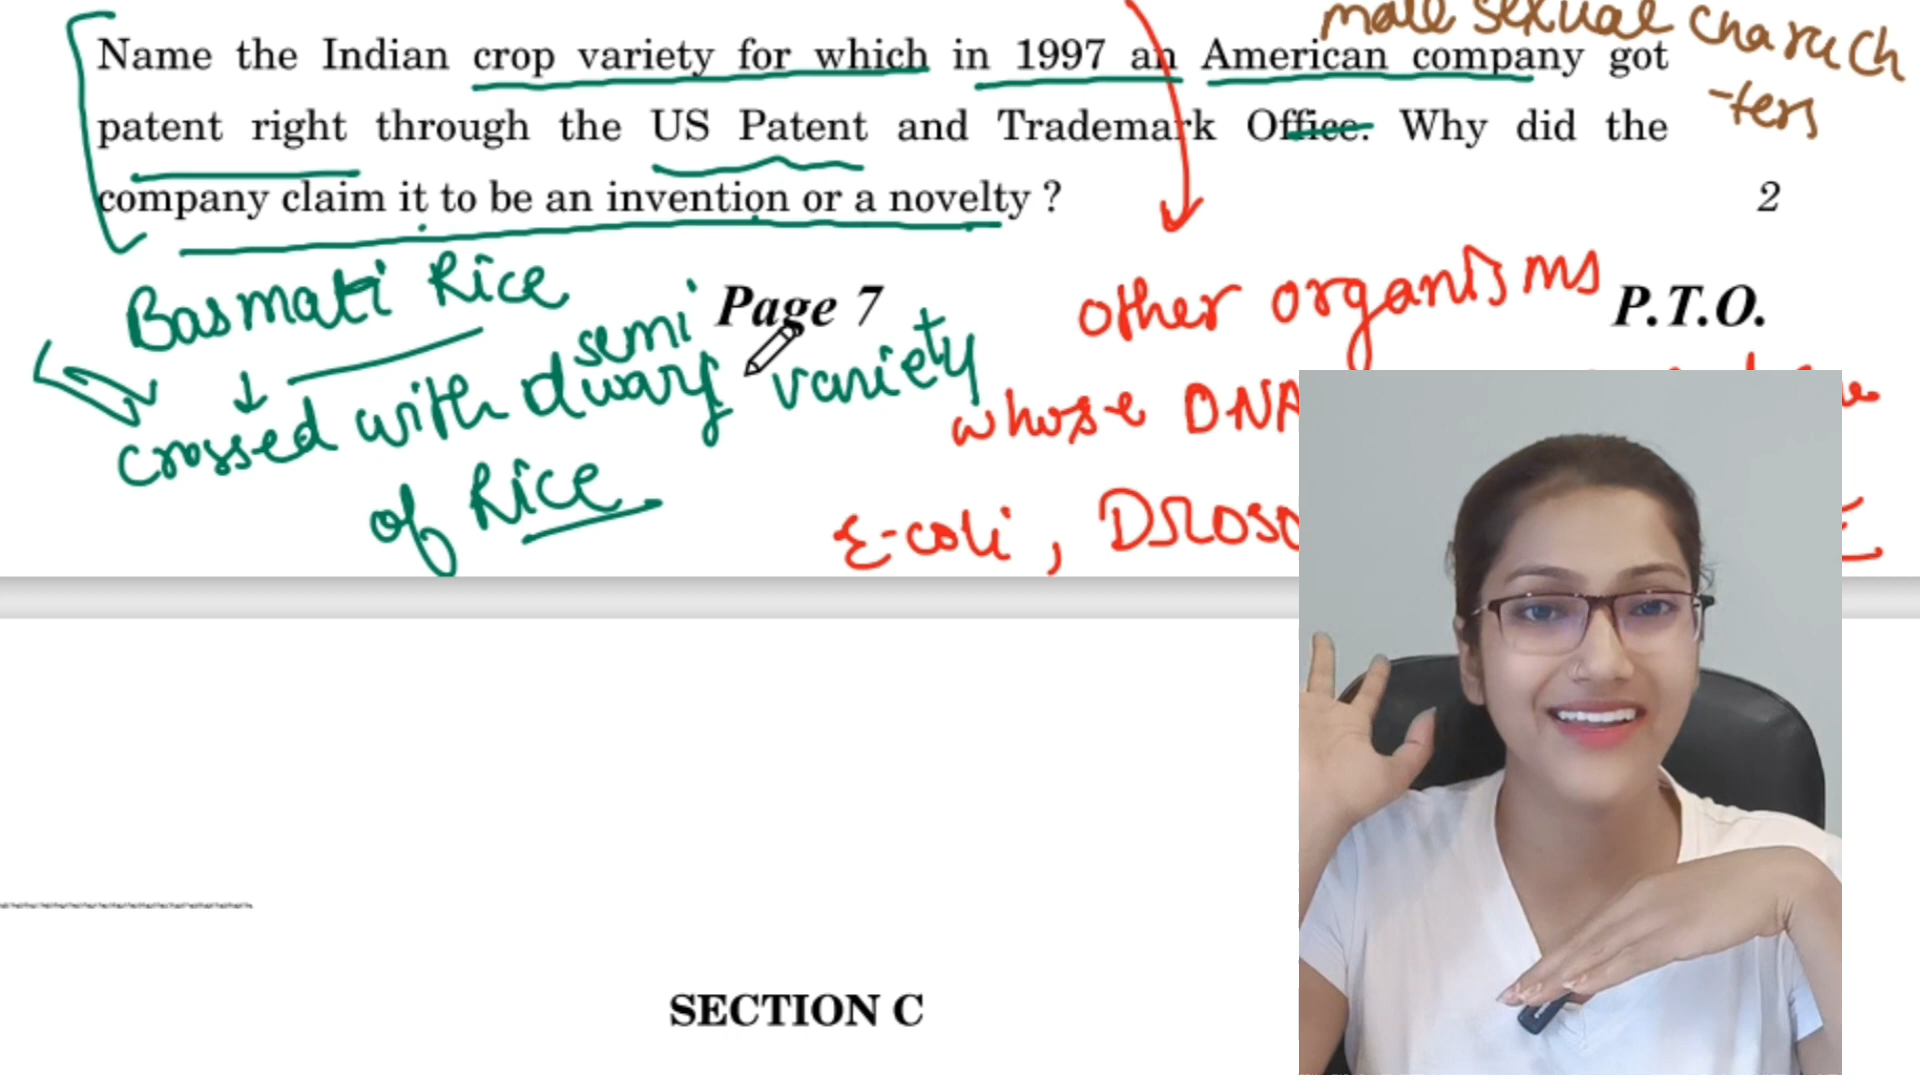 male sexual charuch
-ters
Name the Indian crop variety for which in 1997 an American company got
patent right through the US Patent and Trademark Office. Why did the
company claim it to be an invention or a novelty ? 2
Basmati Rice
crossed with semi dwarf variety
of Rice
Page 7
P.T.O.
other organisms
whose DNA
E-coli ,
SECTION C